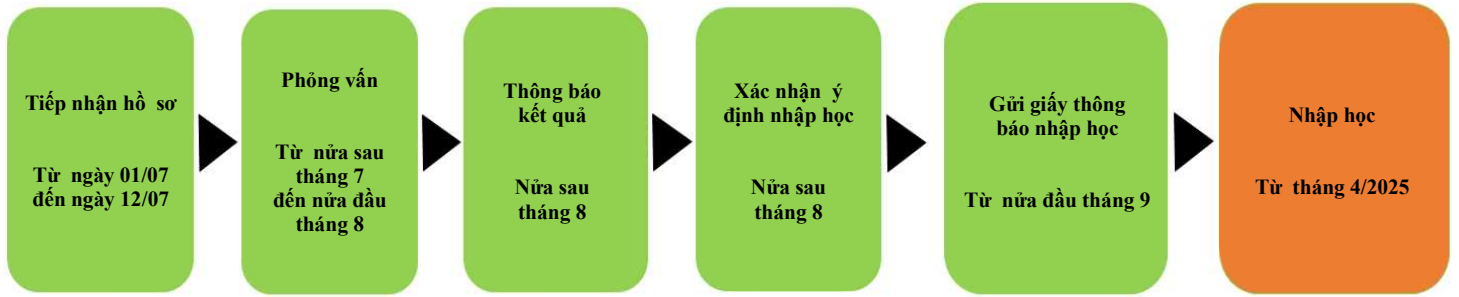 Tiếp nhận hồ sơ
Từ ngày 01/07
đến ngày 12/07
Phỏng vấn
Từ nửa sau
tháng 7
đến nửa đầu
tháng 8
Thông báo
kết quả
Nửa sau
tháng 8
Xác nhận ý
định nhập học
Nửa sau
tháng 8
Gửi giấy thông
báo nhập học
Từ nửa đầu tháng 9
Nhập học
Từ tháng 4/2025